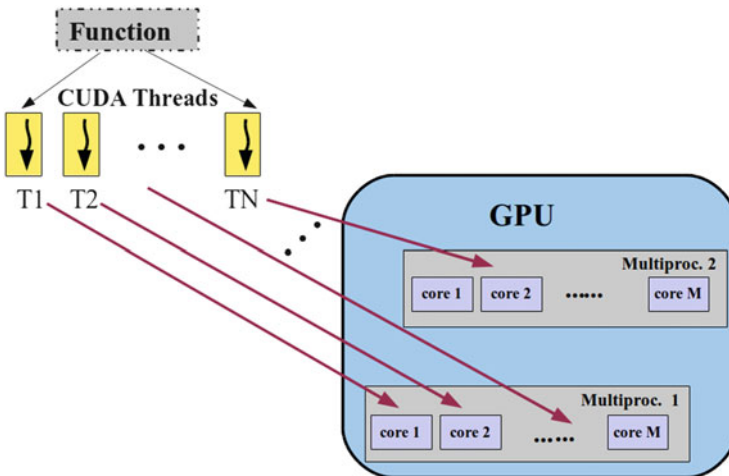 Function
CUDA Threads
• • •
T1 T2 TN
• • •
GPU
Multiproc. 2
core 1 core 2 ...... core M
Multiproc. 1
core 1 core 2 ...... core M